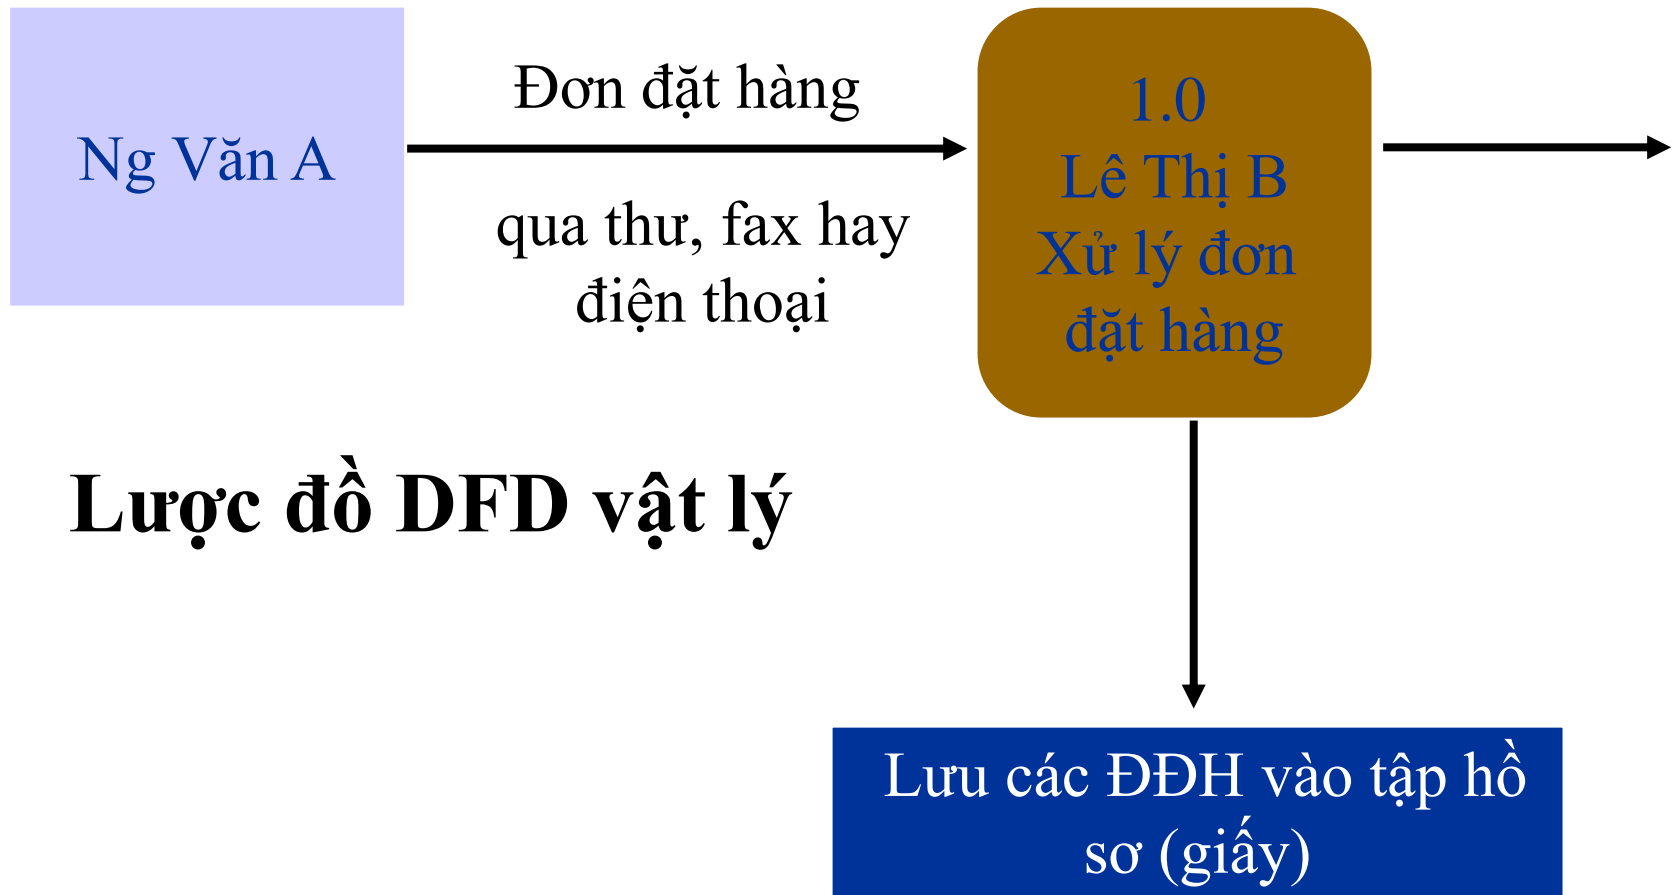 Ng Văn A
Đơn đặt hàng
qua thư, fax hay
điện thoại
1.0
Lê Thị B
Xử lý đơn
đặt hàng
Lược đồ DFD vật lý
Lưu các ĐĐH vào tập hồ
sơ (giấy)